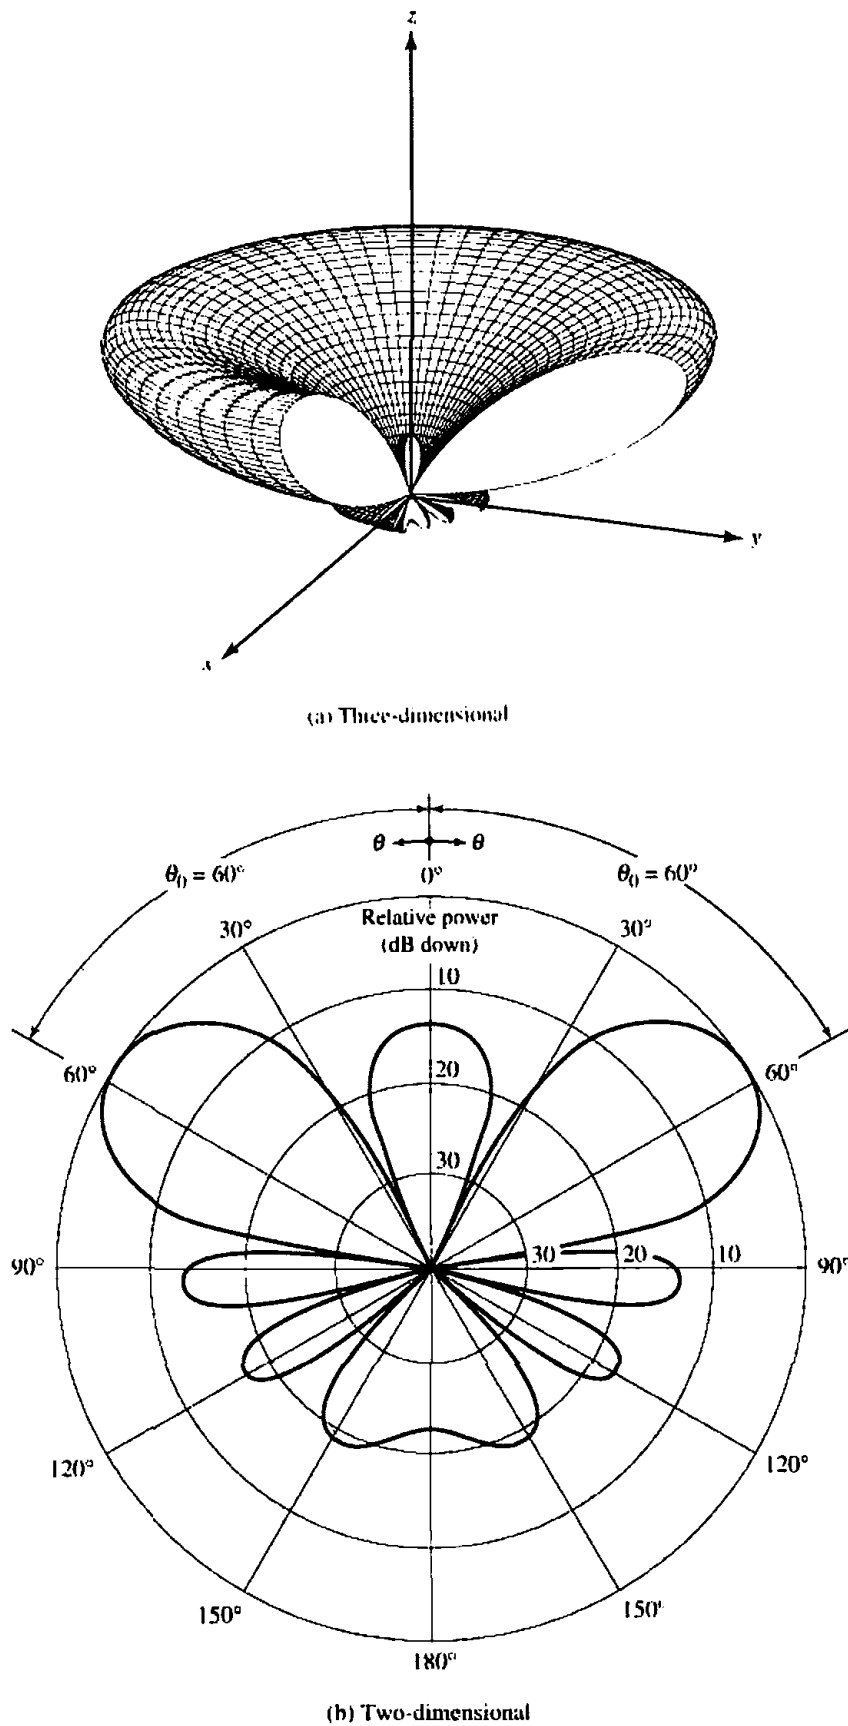 z
y
(a) Three-dimensional
θ θ
θ₀ = 60° 0° θ₀ = 60°
Relative power
30° (dB down) 30°
10
60° 20 60°
30
90° 30 20 10 90°
120° 120°
150° 150°
180°
(b) Two-dimensional